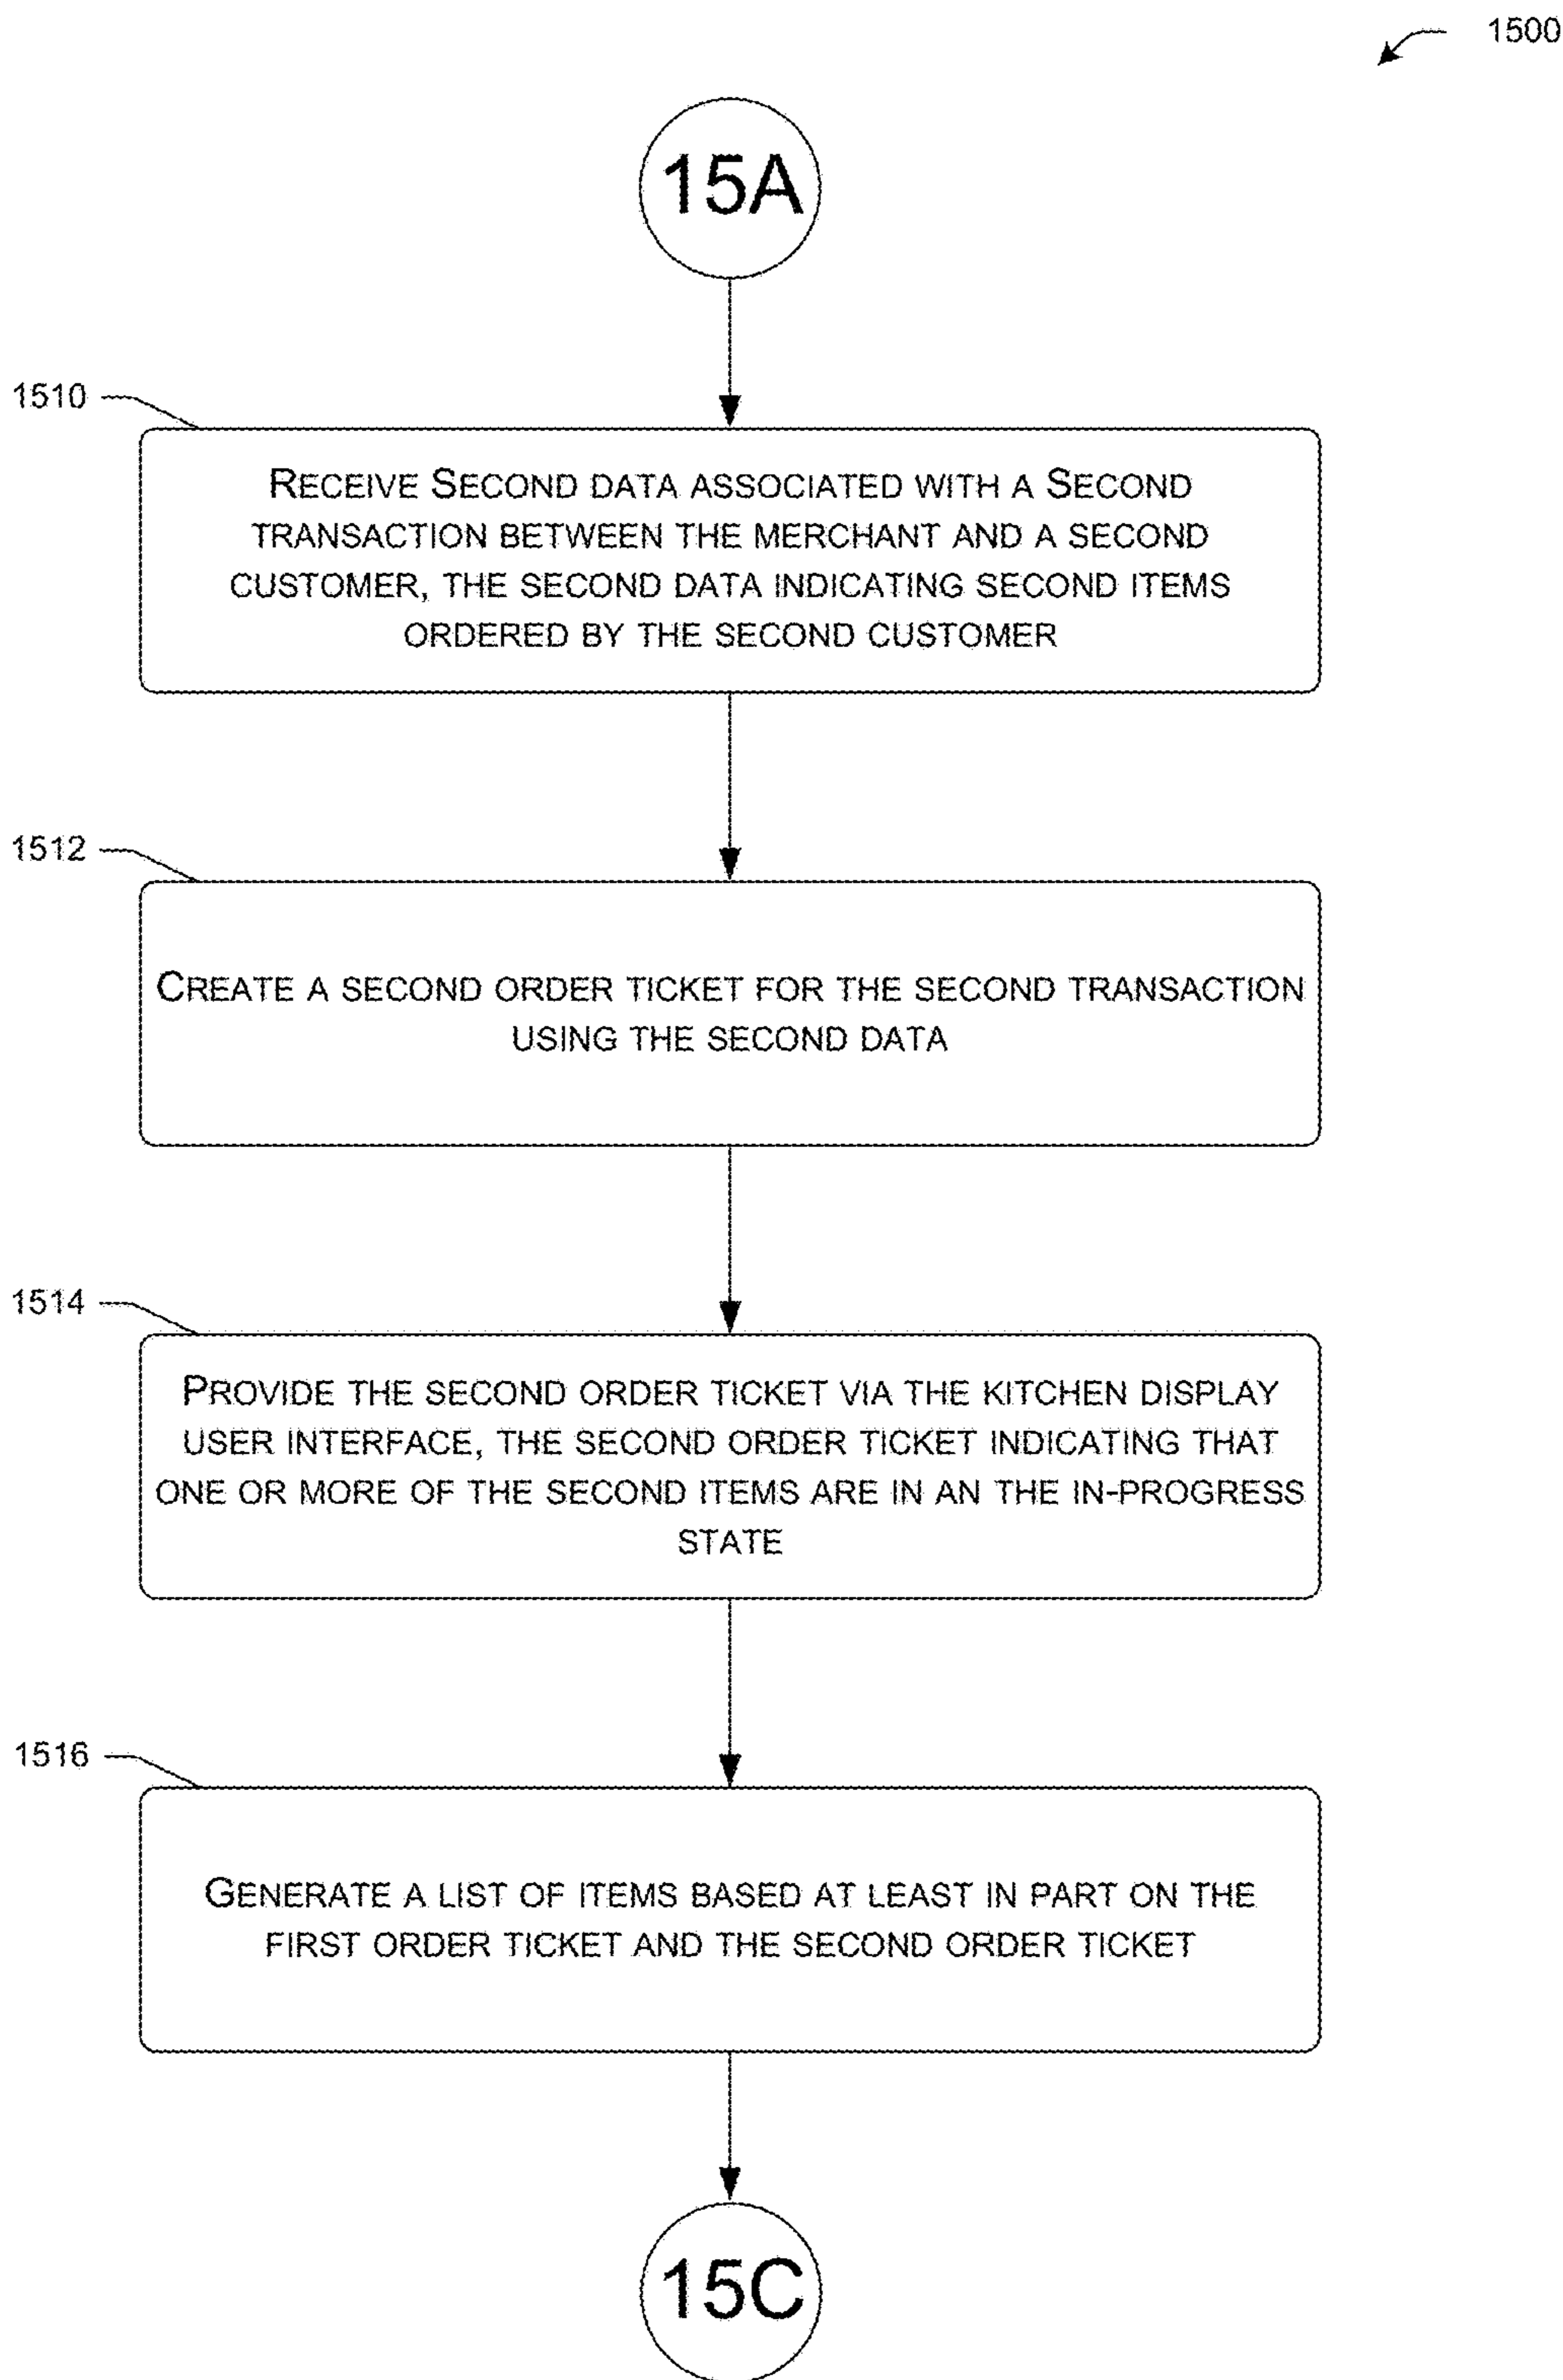 1500
15A
1510
RECEIVE SECOND DATA ASSOCIATED WITH A SECOND
TRANSACTION BETWEEN THE MERCHANT AND A SECOND
CUSTOMER, THE SECOND DATA INDICATING SECOND ITEMS
ORDERED BY THE SECOND CUSTOMER
1512
CREATE A SECOND ORDER TICKET FOR THE SECOND TRANSACTION
USING THE SECOND DATA
1514
PROVIDE THE SECOND ORDER TICKET VIA THE KITCHEN DISPLAY
USER INTERFACE, THE SECOND ORDER TICKET INDICATING THAT
ONE OR MORE OF THE SECOND ITEMS ARE IN AN THE IN-PROGRESS
STATE
1516
GENERATE A LIST OF ITEMS BASED AT LEAST IN PART ON THE
FIRST ORDER TICKET AND THE SECOND ORDER TICKET
15C